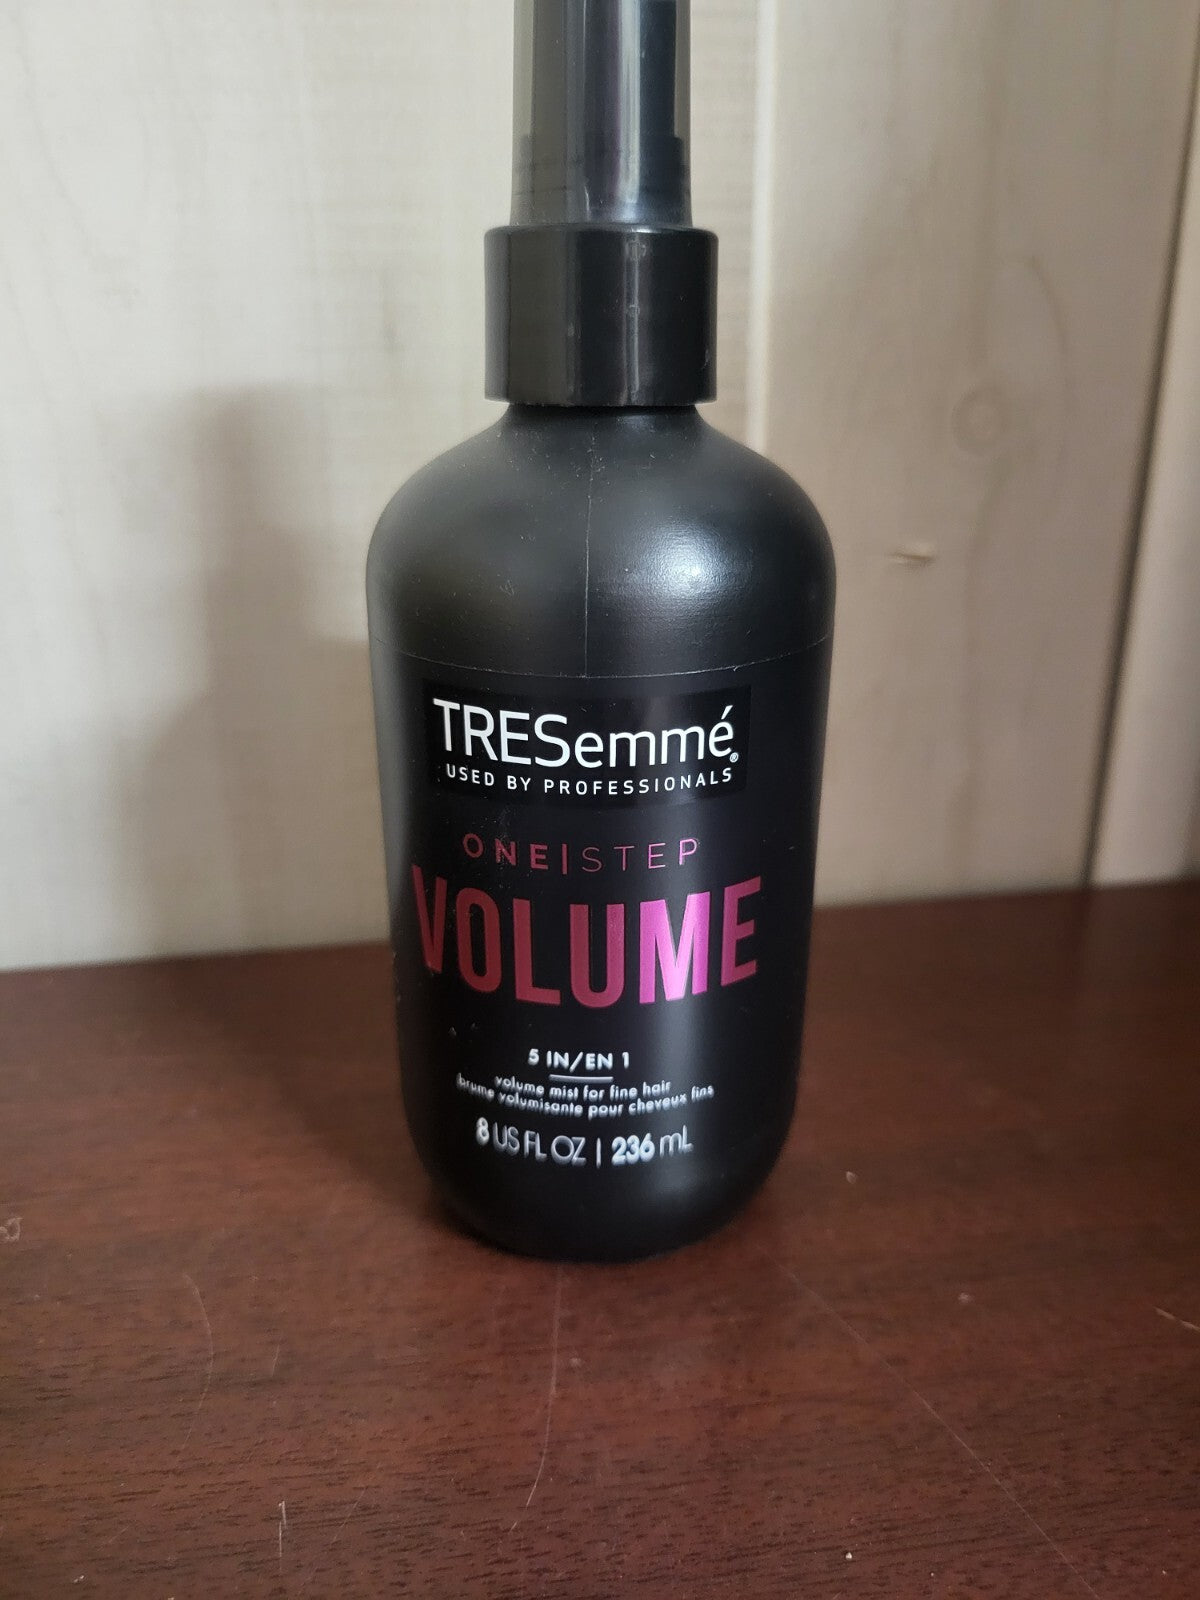 TRESemmé®
USED BY PROFESSIONALS
ONE|STEP
VOLUME
5 IN/EN 1
volume mist for fine hair
brume volumisante pour cheveux fins
8 US FL OZ | 236 mL